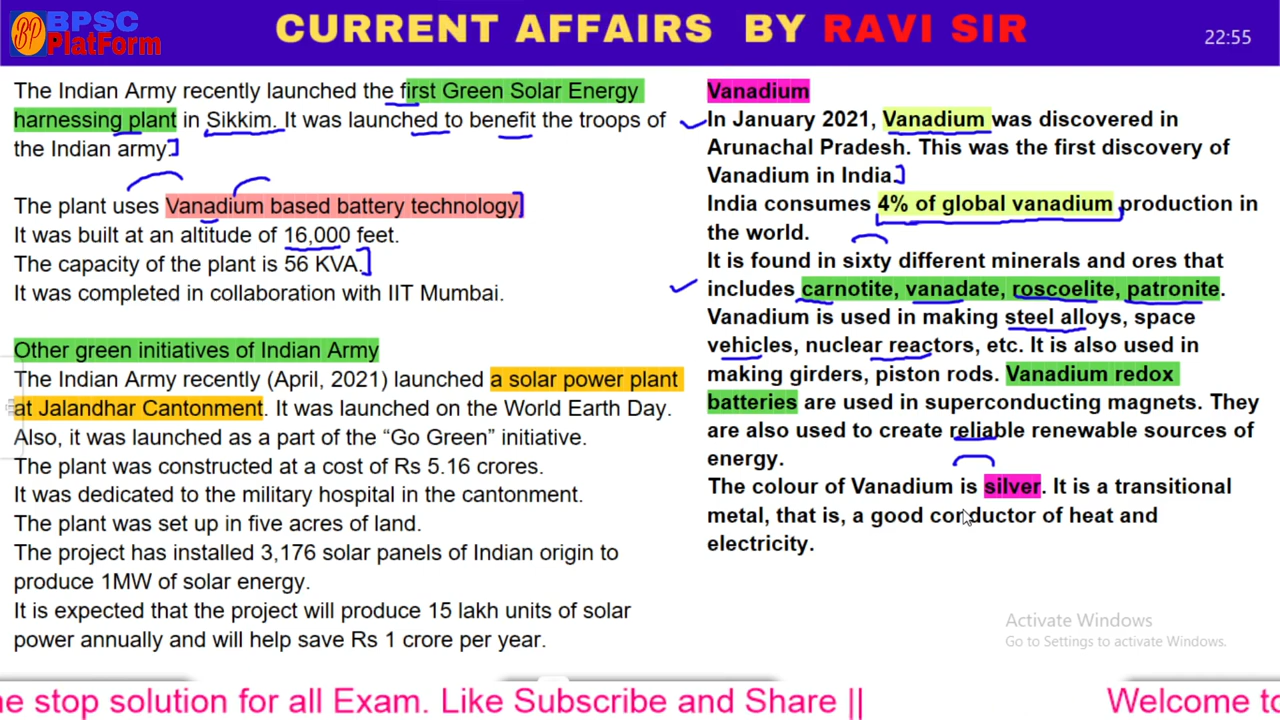 BPSC
PlatForm
CURRENT AFFAIRS BY RAVI SIR
22:55
The Indian Army recently launched the first Green Solar Energy
harnessing plant in Sikkim. It was launched to benefit the troops of
the Indian army.
The plant uses Vanadium based battery technology.
It was built at an altitude of 16,000 feet.
The capacity of the plant is 56 KVA.
It was completed in collaboration with IIT Mumbai.
Other green initiatives of Indian Army
The Indian Army recently (April, 2021) launched a solar power plant
at Jalandhar Cantonment. It was launched on the World Earth Day.
Also, it was launched as a part of the “Go Green” initiative.
The plant was constructed at a cost of Rs 5.16 crores.
It was dedicated to the military hospital in the cantonment.
The plant was set up in five acres of land.
The project has installed 3,176 solar panels of Indian origin to
produce 1MW of solar energy.
It is expected that the project will produce 15 lakh units of solar
power annually and will help save Rs 1 crore per year.
Vanadium
In January 2021, Vanadium was discovered in
Arunachal Pradesh. This was the first discovery of
Vanadium in India.
India consumes 4% of global vanadium production in
the world.
It is found in sixty different minerals and ores that
includes carnotite, vanadate, roscoelite, patronite.
Vanadium is used in making steel alloys, space
vehicles, nuclear reactors, etc. It is also used in
making girders, piston rods. Vanadium redox
batteries are used in superconducting magnets. They
are also used to create reliable renewable sources of
energy.
The colour of Vanadium is silver. It is a transitional
metal, that is, a good conductor of heat and
electricity.
Activate Windows
Go to Settings to activate Windows.
stop solution for all Exam. Like Subscribe and Share || Welcome